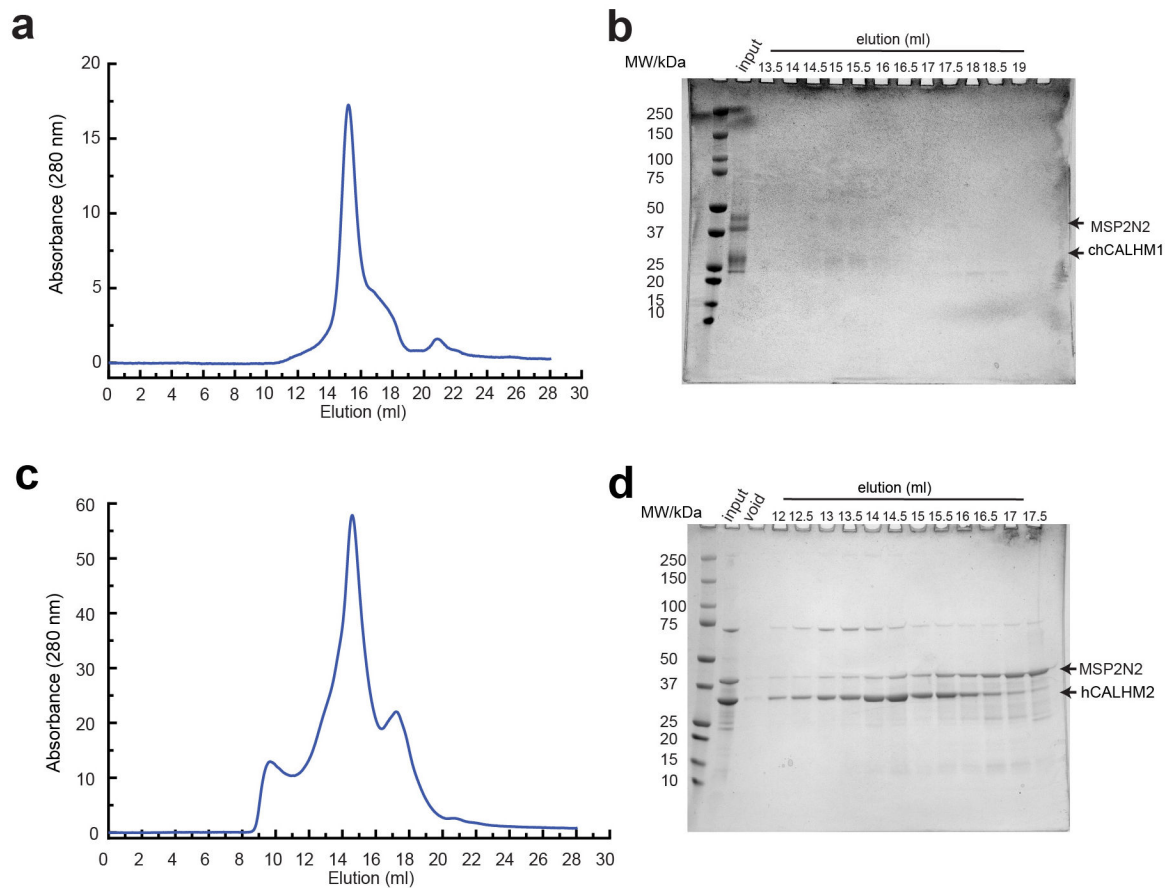 a
20
15
10
5
0
Absorbance (280 nm)
0 2 4 6 8 10 12 14 16 18 20 22 24 26 28 30
Elution (ml)
b
elution (ml)
MW/kDa
input 13.5 14 14.5 15 15.5 16 16.5 17 17.5 18 18.5 19
250
150
100
75
50
37
25
20
15
10
MSP2N2
chCALHM1
c
60
50
40
30
20
10
0
Absorbance (280 nm)
0 2 4 6 8 10 12 14 16 18 20 22 24 26 28 30
Elution (ml)
d
elution (ml)
MW/kDa
input void 12 12.5 13 13.5 14 14.5 15 15.5 16 16.5 17 17.5
250
150
100
75
50
37
25
20
15
10
MSP2N2
hCALHM2